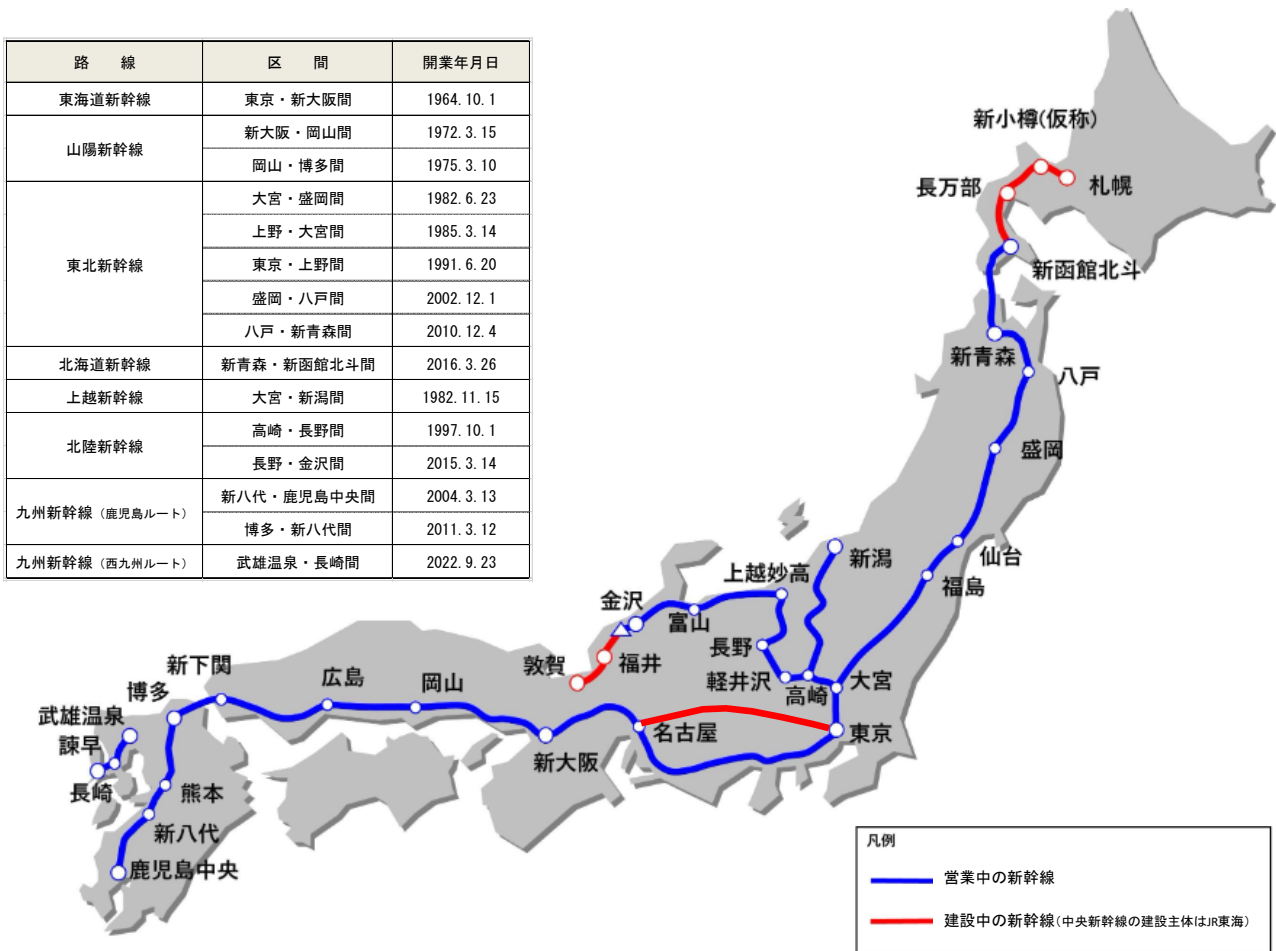 路 線 区 間 開業年月日
東海道新幹線 東京・新大阪間 1964.10.1
山陽新幹線 新大阪・岡山間 1972.3.15
岡山・博多間 1975.3.10
東北新幹線 大宮・盛岡間 1982.6.23
上野・大宮間 1985.3.14
東京・上野間 1991.6.20
盛岡・八戸間 2002.12.1
八戸・新青森間 2010.12.4
北海道新幹線 新青森・新函館北斗間 2016.3.26
上越新幹線 大宮・新潟間 1982.11.15
北陸新幹線 高崎・長野間 1997.10.1
長野・金沢間 2015.3.14
九州新幹線（鹿児島ルート） 新八代・鹿児島中央間 2004.3.13
博多・新八代間 2011.3.12
九州新幹線（西九州ルート） 武雄温泉・長崎間 2022.9.23
新小樽(仮称)
長万部
札幌
新函館北斗
新青森
八戸
盛岡
仙台
福島
新潟
上越妙高
金沢
富山
長野
福井
敦賀
軽井沢
高崎
大宮
東京
名古屋
新大阪
岡山
広島
新下関
博多
武雄温泉
諫早
長崎
熊本
新八代
鹿児島中央
凡例
営業中の新幹線
建設中の新幹線(中央新幹線の建設主体はJR東海)